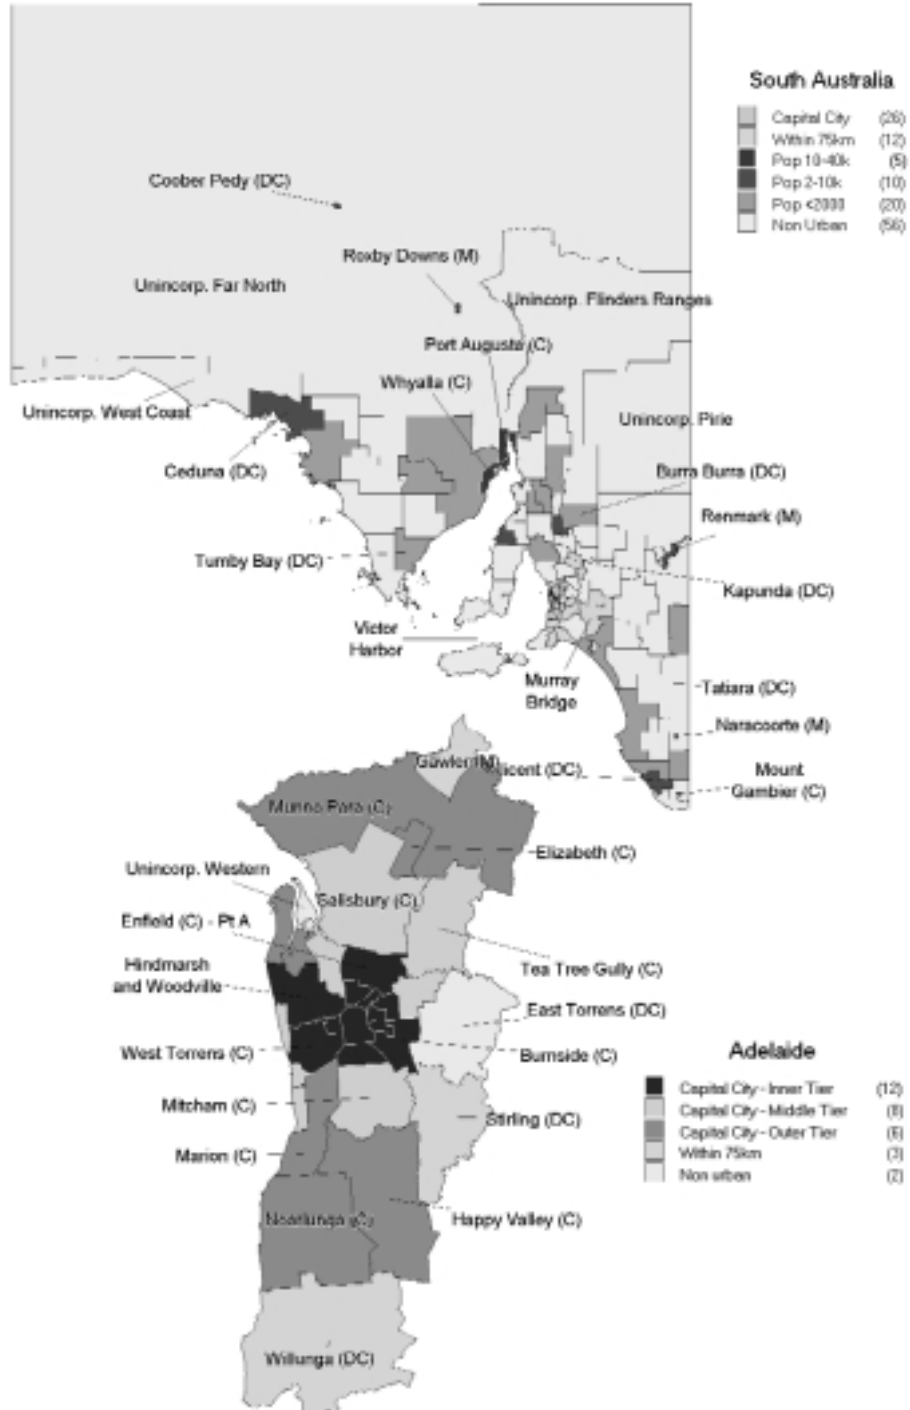 South Australia
Capital City (26)
Within 75km (12)
Pop 10-40k (5)
Pop 2-10k (10)
Pop <2000 (20)
Non Urban (56)
Coober Pedy (DC)
Roxby Downs (M)
Unincorp. Far North
Unincorp. Flinders Ranges
Port Augusta (C)
Whyalla (C)
Unincorp. West Coast
Unincorp. Pirie
Ceduna (DC)
Burra Burra (DC)
Renmark (M)
Tumby Bay (DC)
Kapunda (DC)
Victor
Harbor
Murray
Bridge
Tatiara (DC)
Naracoorte (M)
Gawler (M)
(DC)
Mount
Gambier (C)
Munno Para (C)
Elizabeth (C)
Unincorp. Western
Salisbury (C)
Enfield (C) - Pt A
Hindmarsh
and Woodville
Tea Tree Gully (C)
East Torrens (DC)
West Torrens (C)
Burnside (C)
Adelaide
Capital City - Inner Tier (12)
Capital City - Middle Tier (8)
Capital City - Outer Tier (6)
Within 75km (3)
Non urban (2)
Mitcham (C)
Stirling (DC)
Marion (C)
Noarlunga (C)
Happy Valley (C)
Willunga (DC)